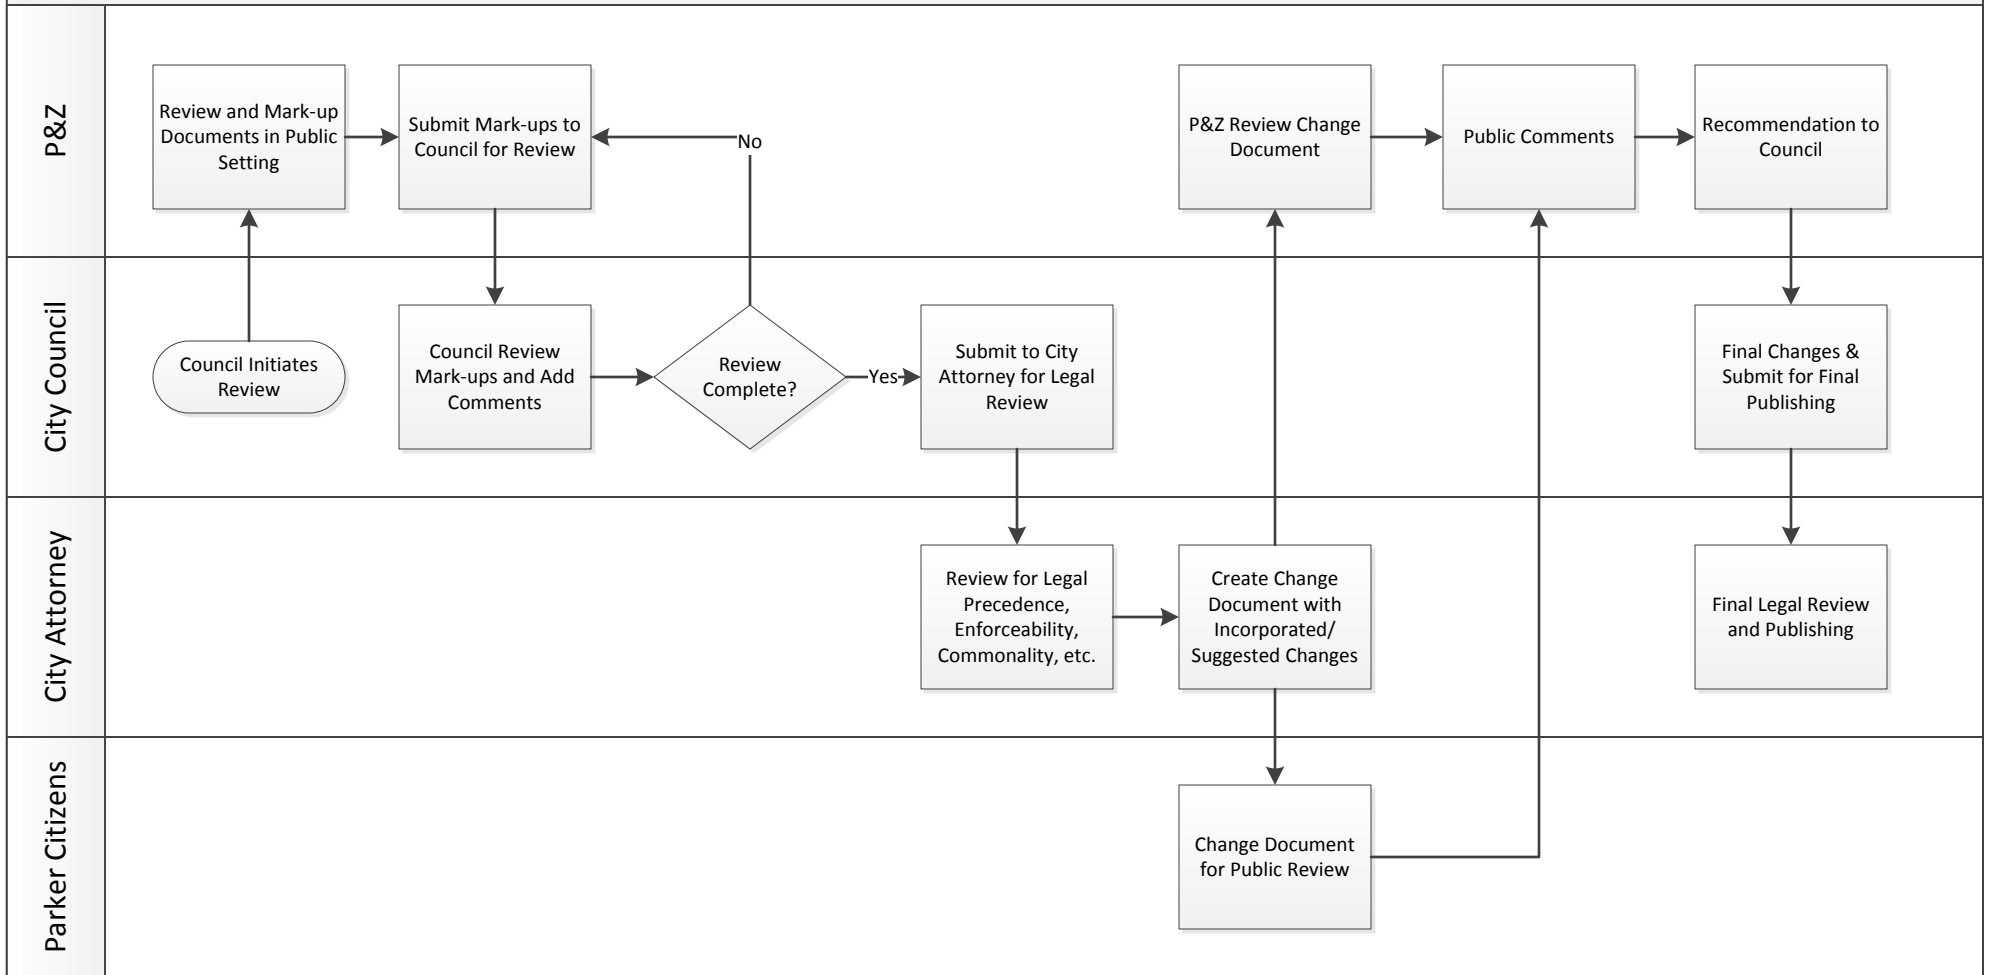 P&Z
Review and Mark-up
Documents in Public
Setting
Submit Mark-ups to
Council for Review
No
P&Z Review Change
Document
Public Comments
Recommendation to
Council
City Council
Council Initiates
Review
Council Review
Mark-ups and Add
Comments
Review
Complete?
Yes
Submit to City
Attorney for Legal
Review
Final Changes &
Submit for Final
Publishing
City Attorney
Review for Legal
Precedence,
Enforceability,
Commonality, etc.
Create Change
Document with
Incorporated/
Suggested Changes
Final Legal Review
and Publishing
Parker Citizens
Change Document
for Public Review